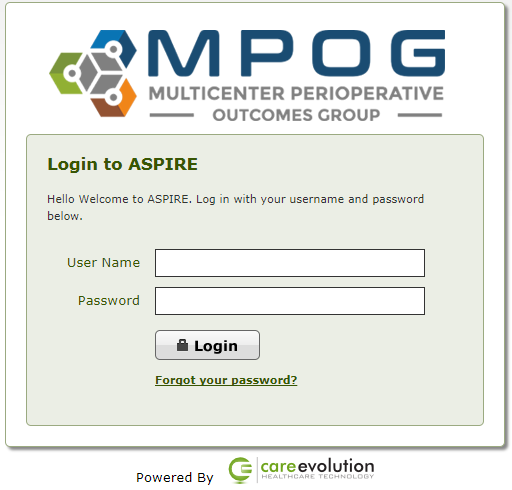 MPOG
MULTICENTER PERIOPERATIVE
OUTCOMES GROUP
Login to ASPIRE
Hello Welcome to ASPIRE. Log in with your username and password
below.
User Name
Password
Login
Forgot your password?
Powered By careevolution
HEALTHCARE TECHNOLOGY